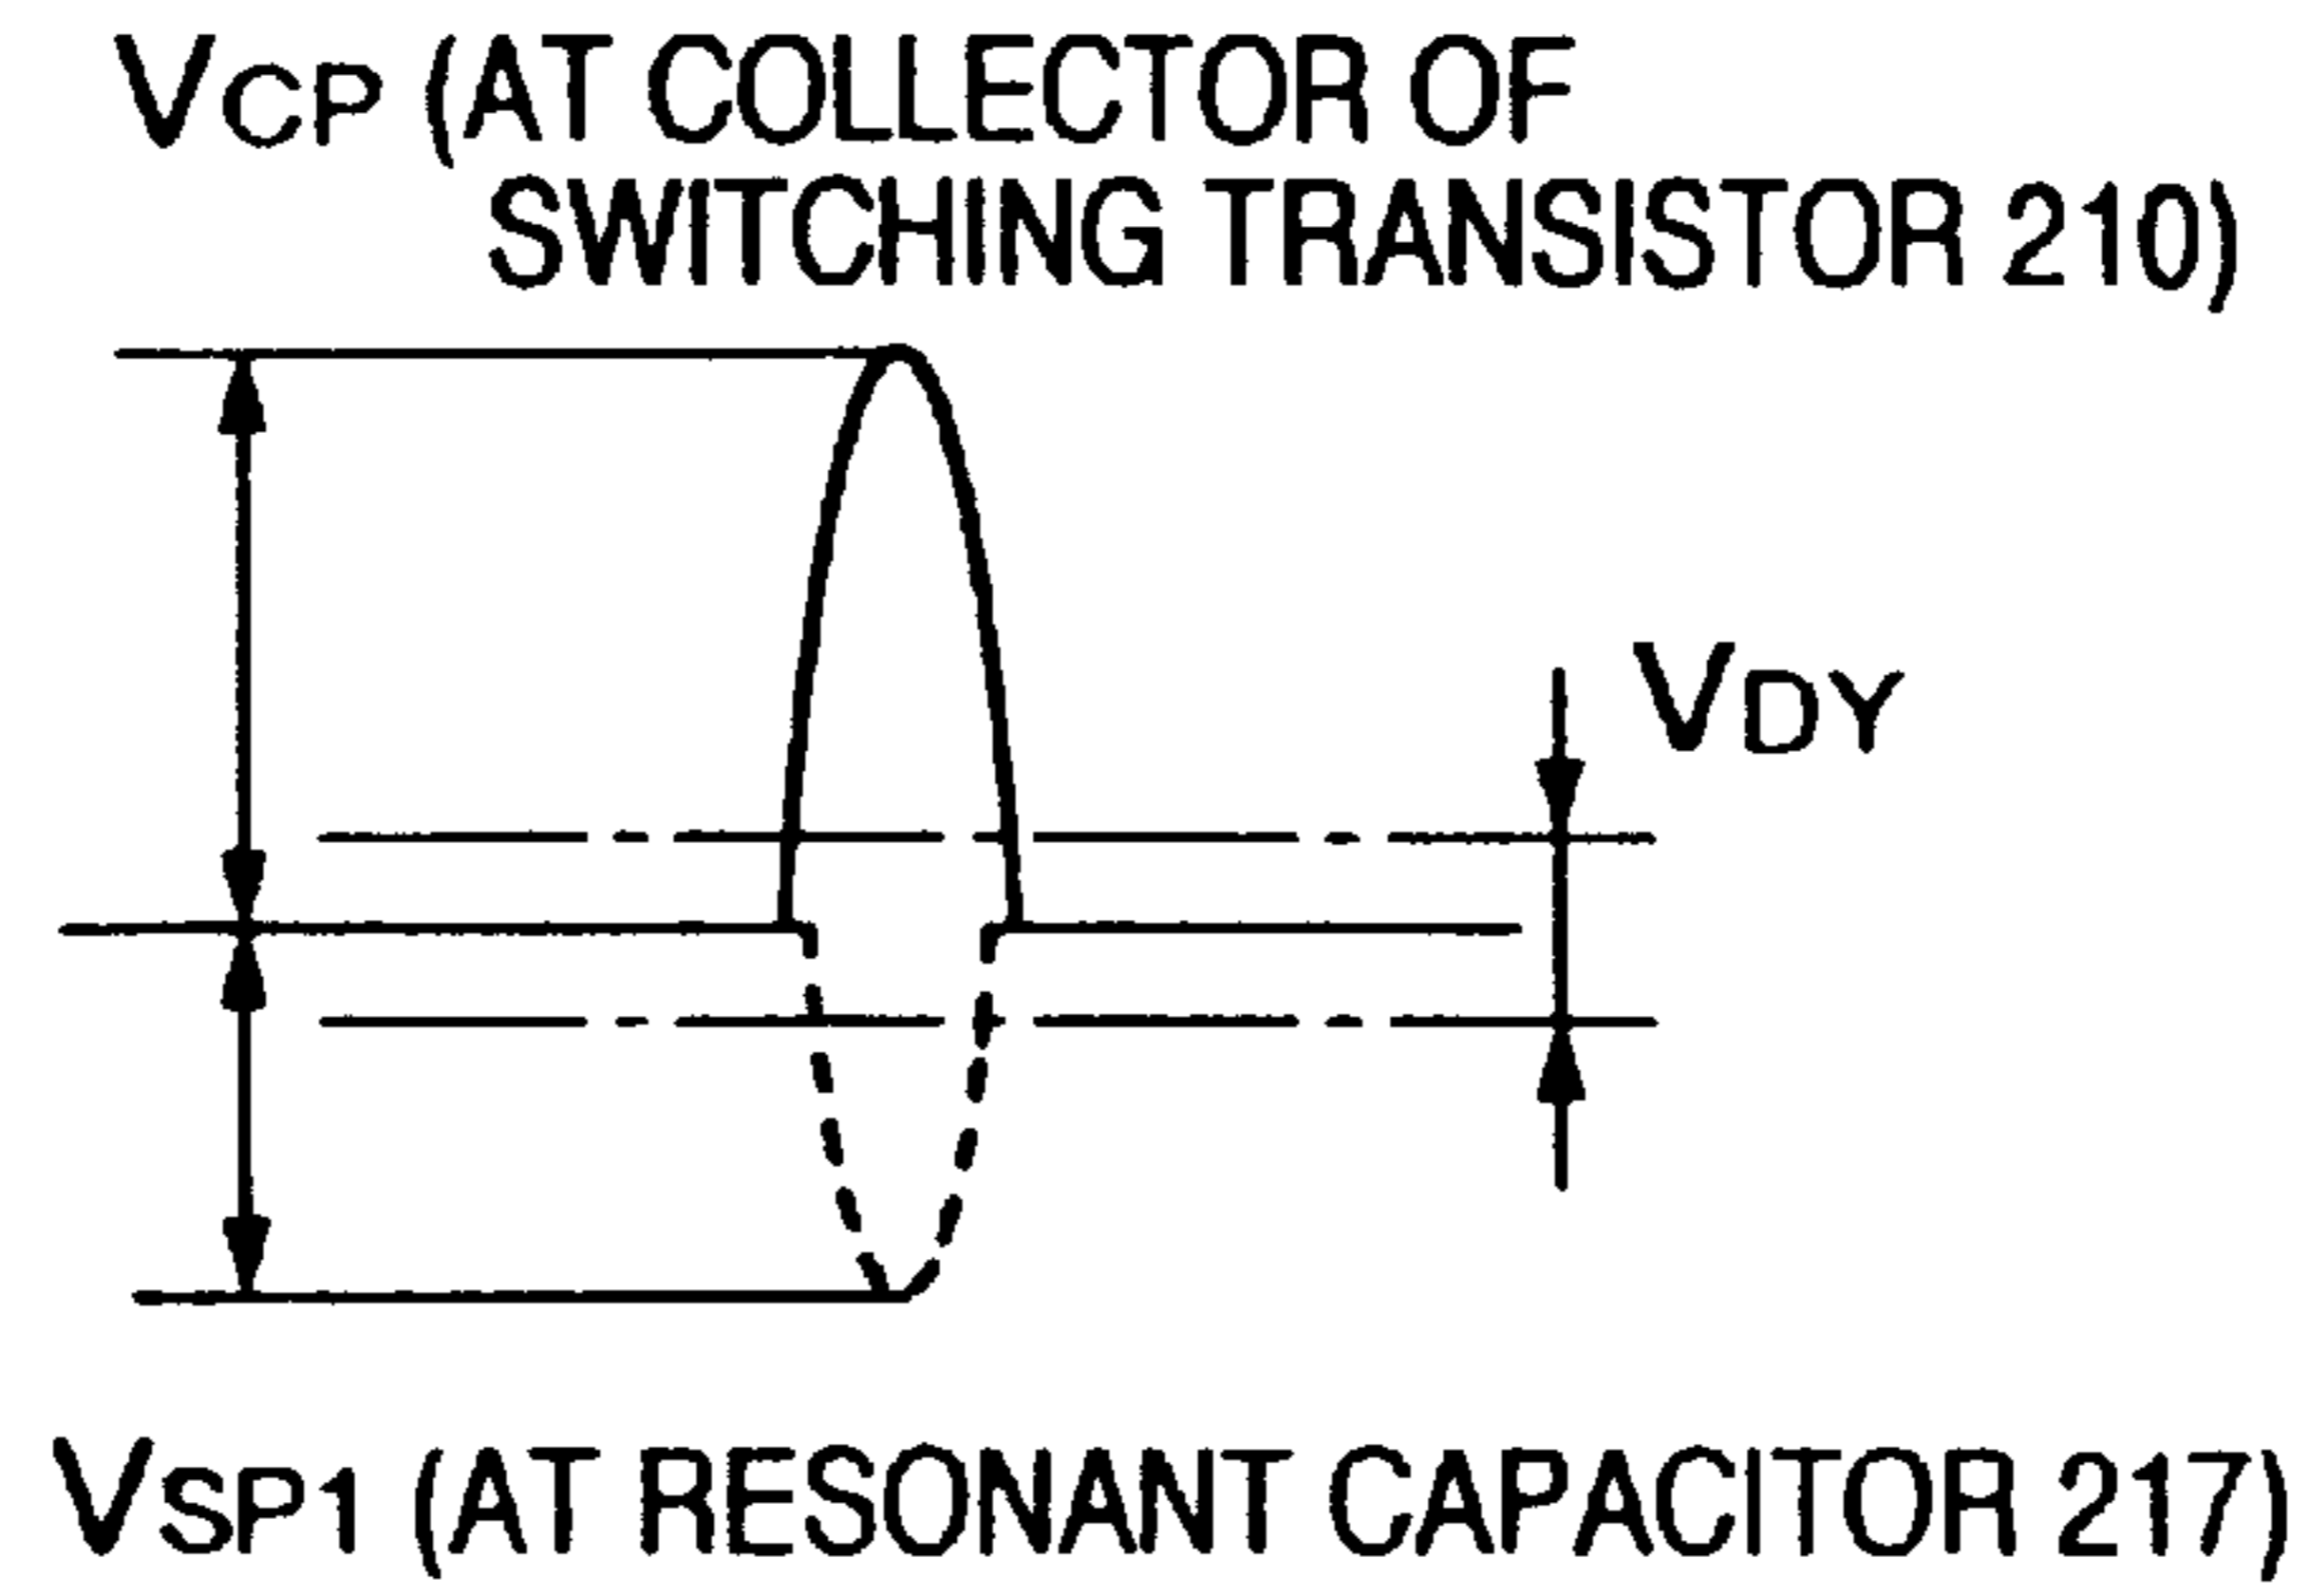 VCP (AT COLLECTOR OF
SWITCHING TRANSISTOR 210)
VDY
VSP1 (AT RESONANT CAPACITOR 217)